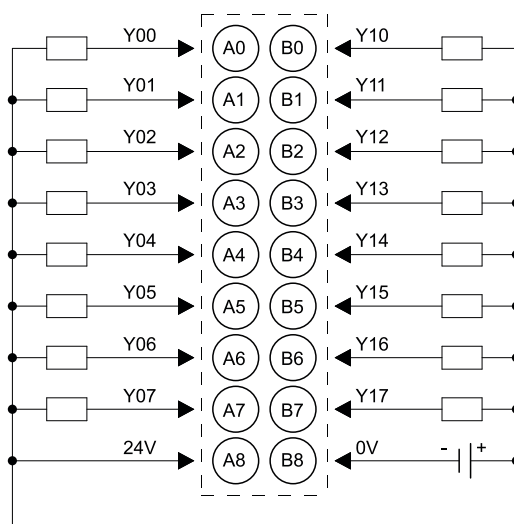 Y00 A0 B0 Y10
Y01 A1 B1 Y11
Y02 A2 B2 Y12
Y03 A3 B3 Y13
Y04 A4 B4 Y14
Y05 A5 B5 Y15
Y06 A6 B6 Y16
Y07 A7 B7 Y17
24V A8 B8 0V - +